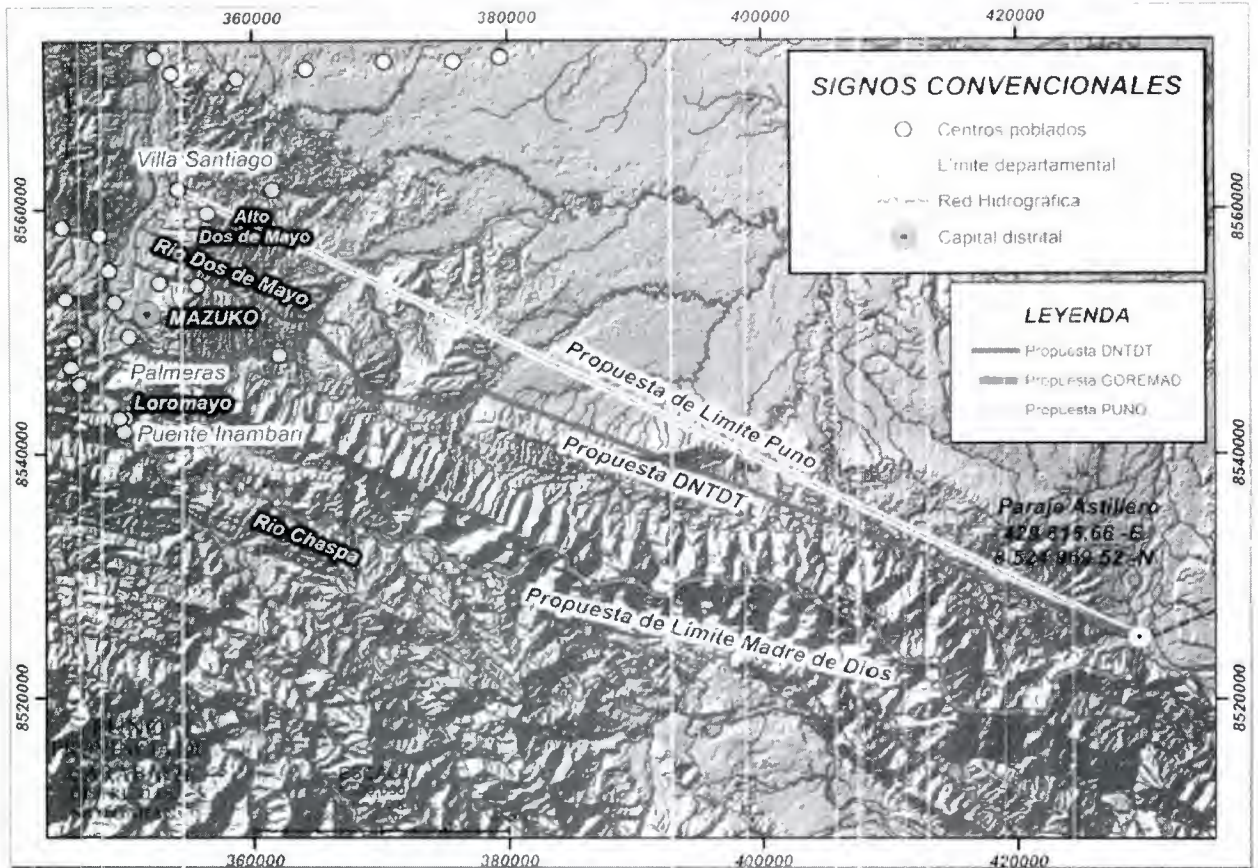 360000
380000
400000
420000
SIGNOS CONVENCIONALES
Centros poblados
Límite departamental
Red Hidrográfica
Capital distrital
LEYENDA
Propuesta DNTDT
Propuesta GOREMAD
Propuesta PUNO
8560000
8540000
8520000
8560000
8540000
8520000
Villa Santiago
Alto
Dos de Mayo
Río Dos de Mayo
MAZUKO
Palmeras
Loromayo
Puente Inambari
Río Chaspa
Propuesta de Límite Puno
Propuesta DNTDT
Propuesta de Límite Madre de Dios
Paraje Astillero
360000
380000
400000
420000